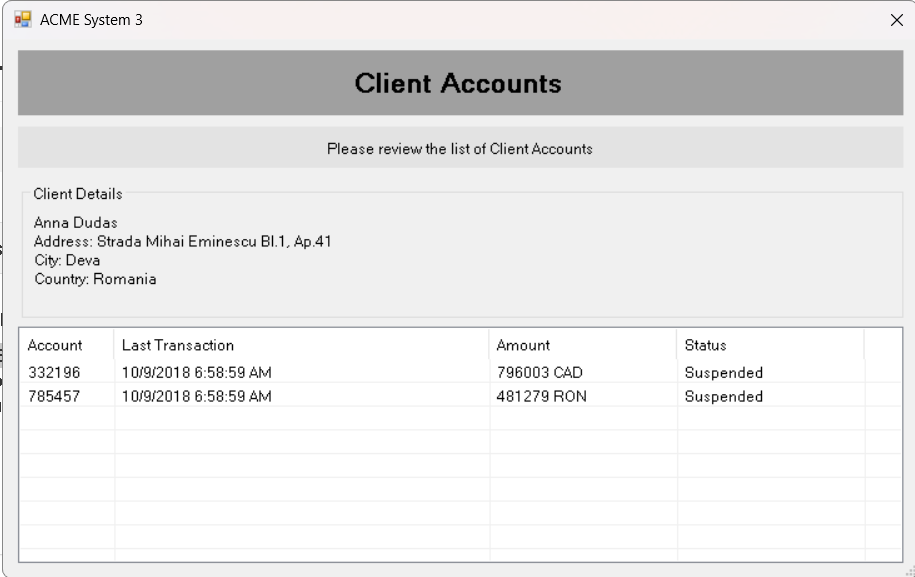 ACME System 3
Client Accounts
Please review the list of Client Accounts
Client Details
Anna Dudas
Address: Strada Mihai Eminescu Bl.1, Ap.41
City: Deva
Country: Romania
Account Last Transaction Amount Status
332196 10/9/2018 6:58:59 AM 796003 CAD Suspended
785457 10/9/2018 6:58:59 AM 481279 RON Suspended